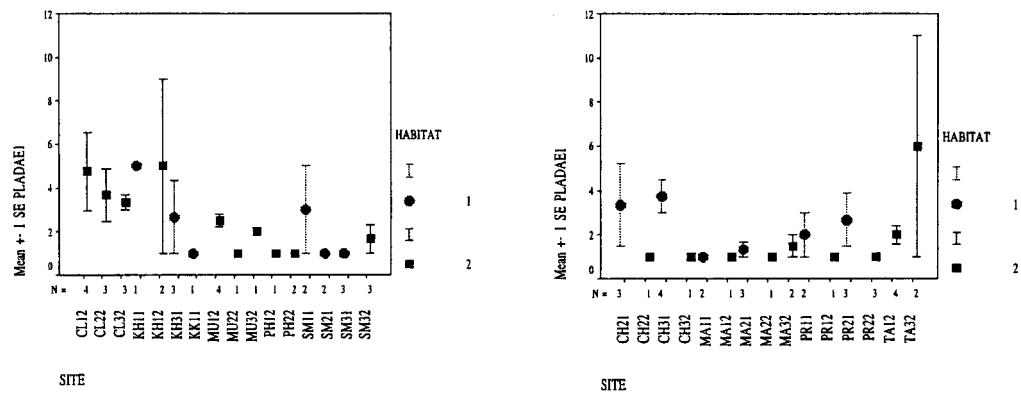 12
10
8
6
4
2
0
Mean +- 1 SE PLADAE1
N = 4 3 3 1 3 3 1 4 1 1 1 2 2 2 3 3
CL12 CL22 CL32 KH11 KH12 KH31 KK11 MU12 MU22 MU32 PH12 PH22 SM11 SM21 SM31 SM32
SITE
HABITAT
1
2
12
10
8
6
4
2
0
Mean +- 1 SE PLADAE1
N = 3 1 4 1 2 1 3 1 2 2 1 3 3 4 2
CH21 CH22 CH31 CH32 MA11 MA12 MA21 MA22 MA32 PR11 PR12 PR21 PR22 TA12 TA32
SITE
HABITAT
1
2